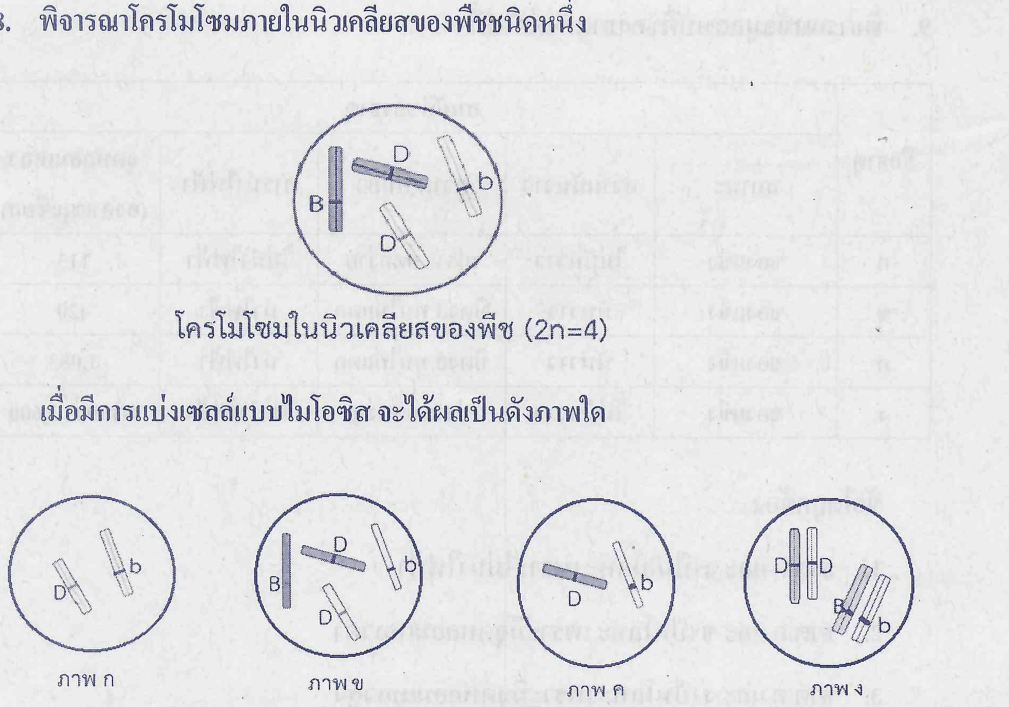 8. พิจารณาโครโมโซมภายในนิวเคลียสของพืชชนิดหนึ่ง
D
b
B
D
โครโมโซมในนิวเคลียสของพืช (2n=4)
เมื่อมีการแบ่งเซลล์แบบไมโอซิส จะได้ผลเป็นดังภาพใด
D b
B D b D
D b
D D B b
ภาพ ก
ภาพ ข
ภาพ ค
ภาพ ง